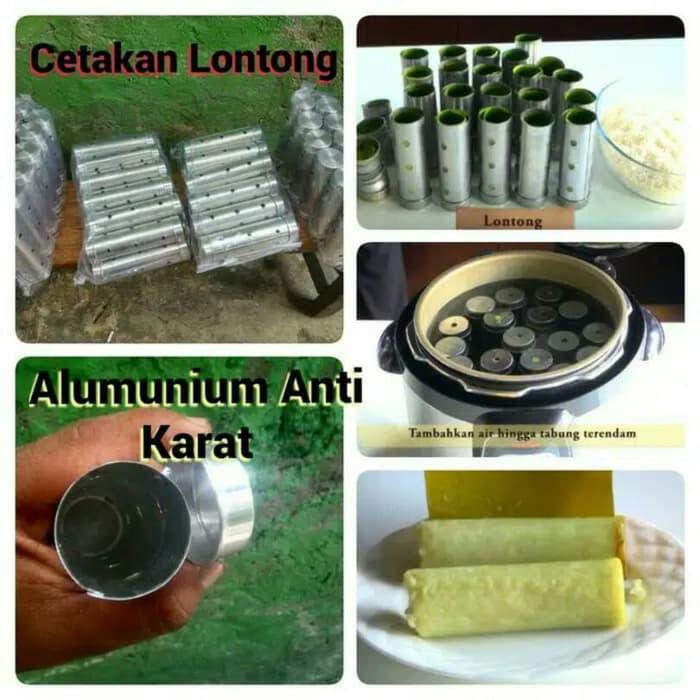 Cetakan Lontong
Lontong
Tambahkan air hingga tabung terendam
Alumunium Anti
Karat